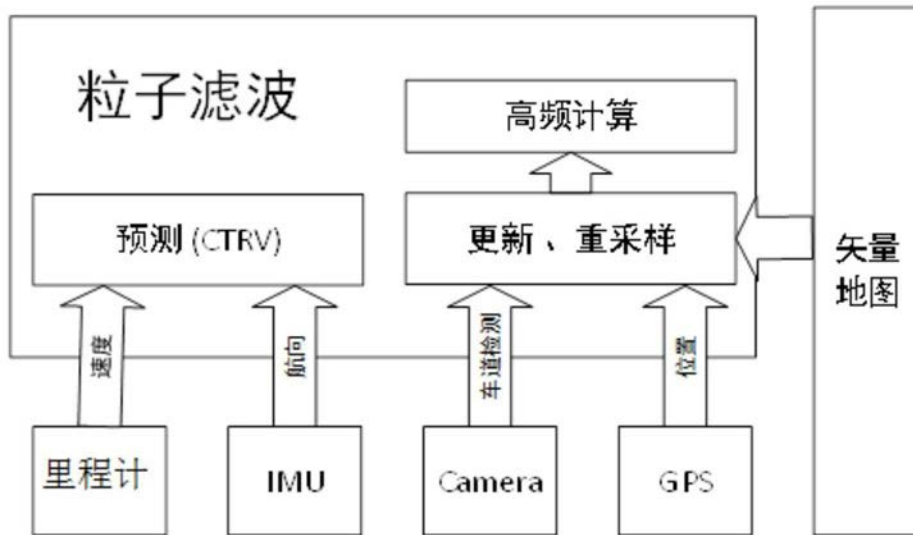 粒子滤波
高频计算
预测 (CTRV)
更新、重采样
矢量
地图
速度
航向
车道检测
位置
里程计
IMU
Camera
GPS